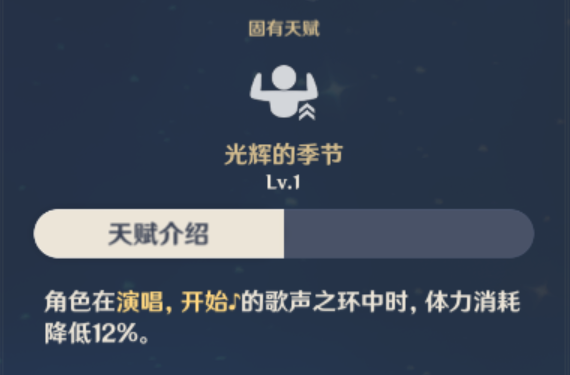 固有天赋
光辉的季节
Lv.1
天赋介绍
角色在演唱，开始♪的歌声之环中时，体力消耗
降低12%。